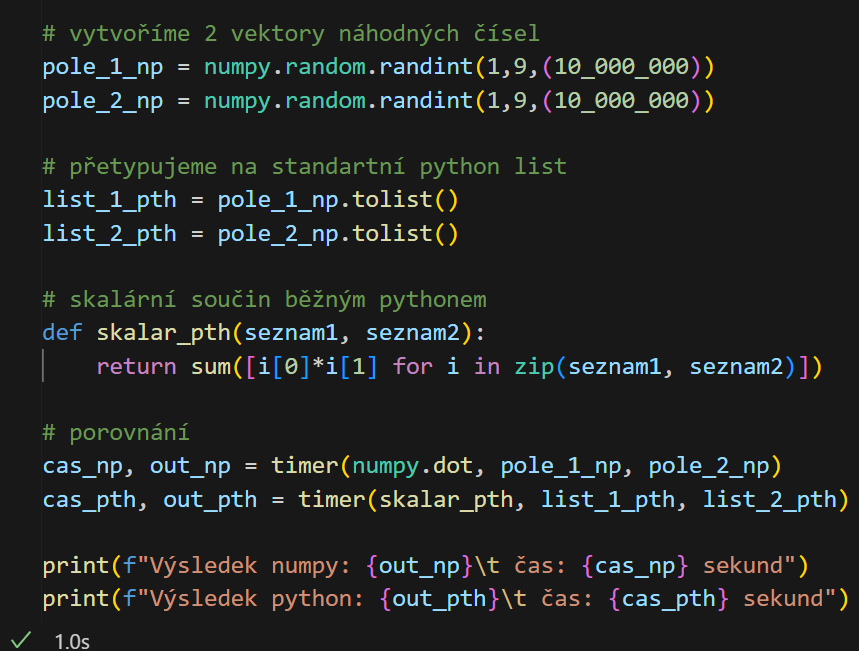 # vytvoříme 2 vektory náhodných čísel
pole_1_np = numpy.random.randint(1,9,(10_000_000))
pole_2_np = numpy.random.randint(1,9,(10_000_000))
# přetypujeme na standartní python list
list_1_pth = pole_1_np.tolist()
list_2_pth = pole_2_np.tolist()
# skalární součin běžným pythonem
def skalar_pth(seznam1, seznam2):
    return sum([i[0]*i[1] for i in zip(seznam1, seznam2)])
# porovnání
cas_np, out_np = timer(numpy.dot, pole_1_np, pole_2_np)
cas_pth, out_pth = timer(skalar_pth, list_1_pth, list_2_pth)
print(f"Výsledek numpy: {out_np}\t čas: {cas_np} sekund")
print(f"Výsledek python: {out_pth}\t čas: {cas_pth} sekund")
1.0s